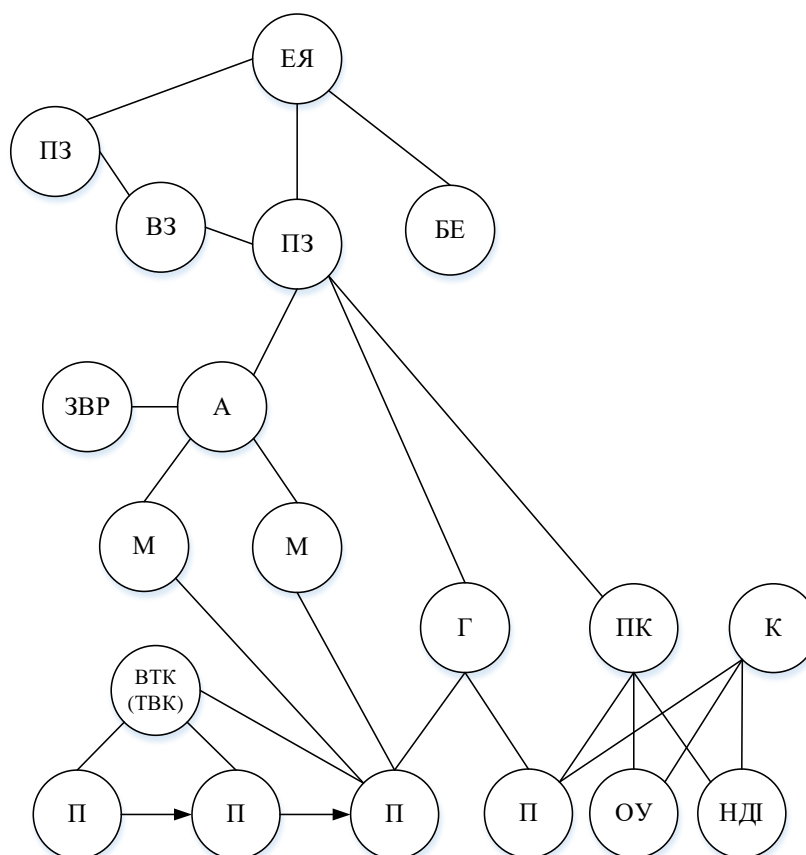 ЕЯ
ПЗ
ВЗ
ПЗ
БЕ
ЗВР
А
М
М
Г
ПК
К
ВТК
(ТВК)
П
П
П
П
ОУ
НДІ